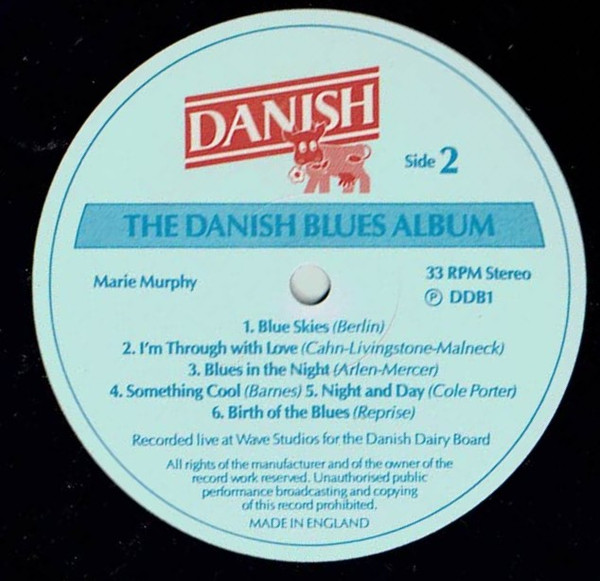 DANISH
Side 2
THE DANISH BLUES ALBUM
Marie Murphy
33 RPM Stereo
Ⓟ DDB1
1. Blue Skies (Berlin)
2. I'm Through with Love (Cahn-Livingstone-Malneck)
3. Blues in the Night (Arlen-Mercer)
4. Something Cool (Barnes) 5. Night and Day (Cole Porter)
6. Birth of the Blues (Reprise)
Recorded live at Wave Studios for the Danish Dairy Board
All rights of the manufacturer and of the owner of the
record work reserved. Unauthorised public
performance broadcasting and copying
of this record prohibited.
MADE IN ENGLAND